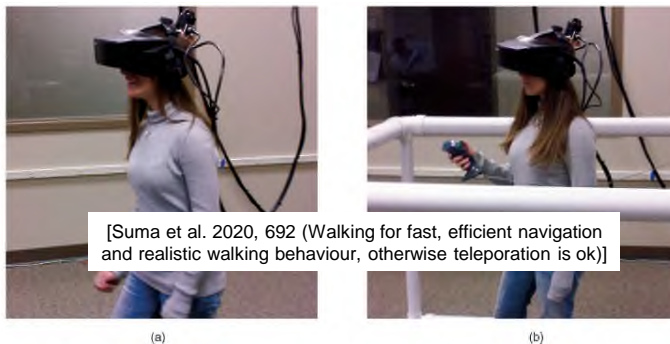 [Suma et al. 2020, 692 (Walking for fast, efficient navigation
and realistic walking behaviour, otherwise teleporation is ok)]
(a)
(b)